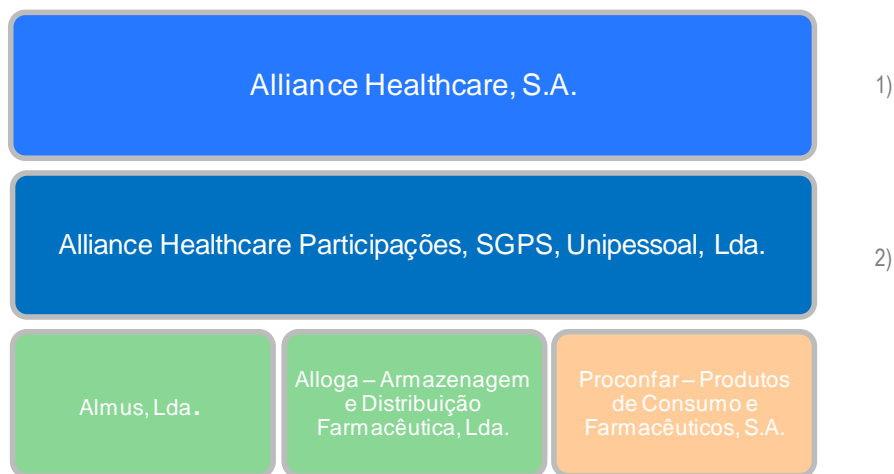 Alliance Healthcare, S.A.
1)
Alliance Healthcare Participações, SGPS, Unipessoal, Lda.
2)
Almus, Lda.
Alloga – Armazenagem
e Distribuição
Farmacêutica, Lda.
Proconfar – Produtos
de Consumo e
Farmacêuticos, S.A.